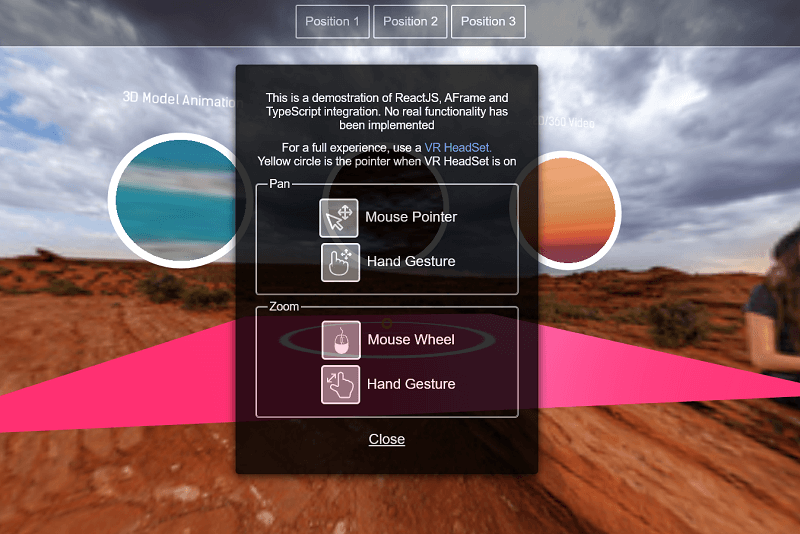 Position 1 Position 2 Position 3
3D Model Animation
This is a demostration of ReactJS, AFrame and
TypeScript integration. No real functionality has
been implemented
/360 Video
For a full experience, use a VR HeadSet.
Yellow circle is the pointer when VR HeadSet is on
Pan
Mouse Pointer
Hand Gesture
Zoom
Mouse Wheel
Hand Gesture
Close